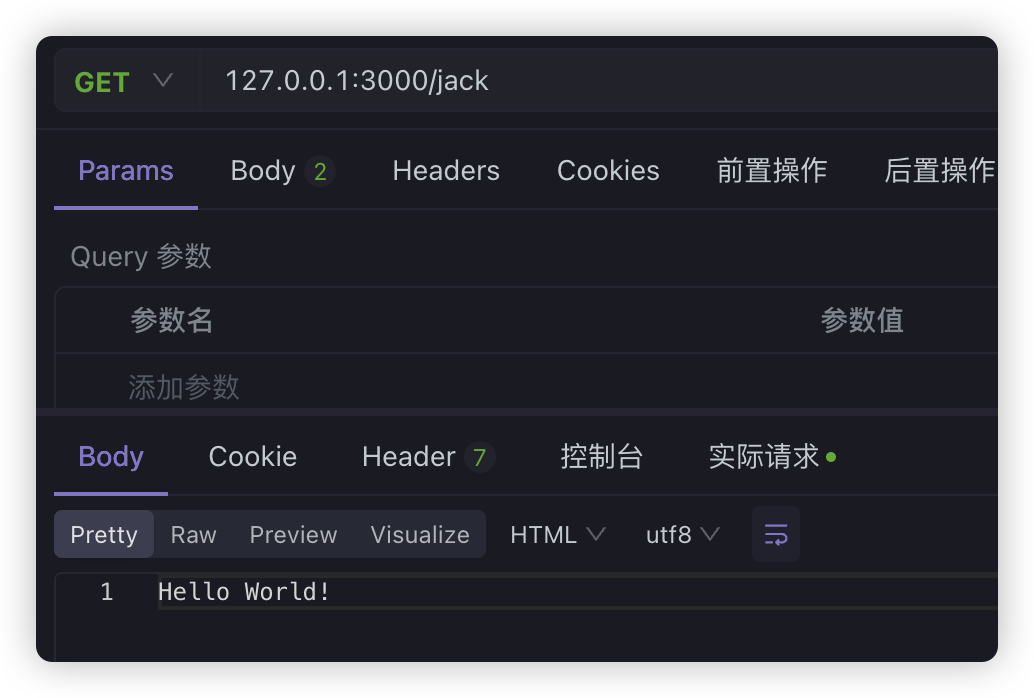 GET 127.0.0.1:3000/jack
Params Body 2 Headers Cookies 前置操作 后置操作
Query 参数
参数名 参数值
添加参数
Body Cookie Header 7 控制台 实际请求
Pretty Raw Preview Visualize HTML utf8
1 Hello World!